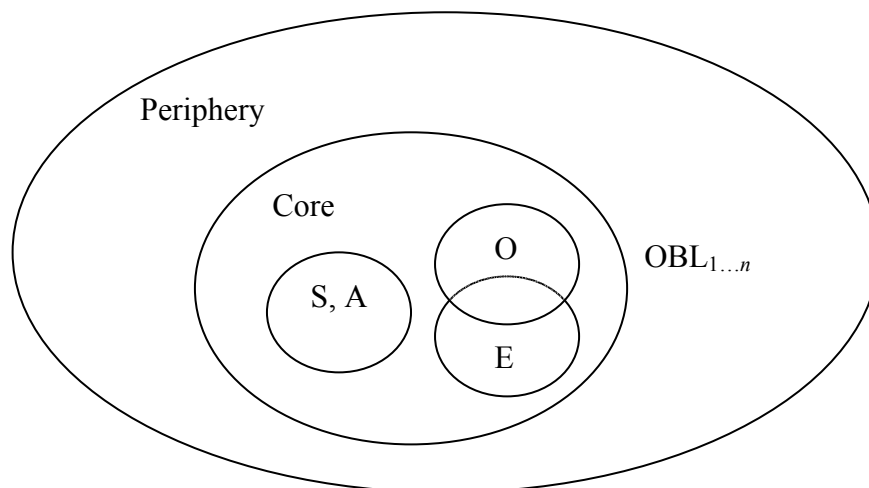 Periphery
Core
O
OBL1…n
S, A
E